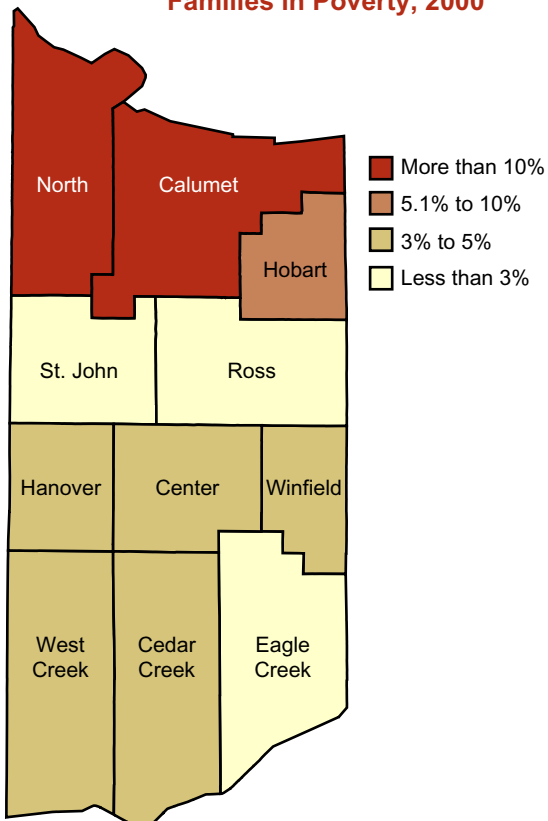 Families in Poverty, 2000
More than 10%
5.1% to 10%
3% to 5%
Less than 3%
North
Calumet
Hobart
St. John
Ross
Hanover
Center
Winfield
West
Creek
Cedar
Creek
Eagle
Creek